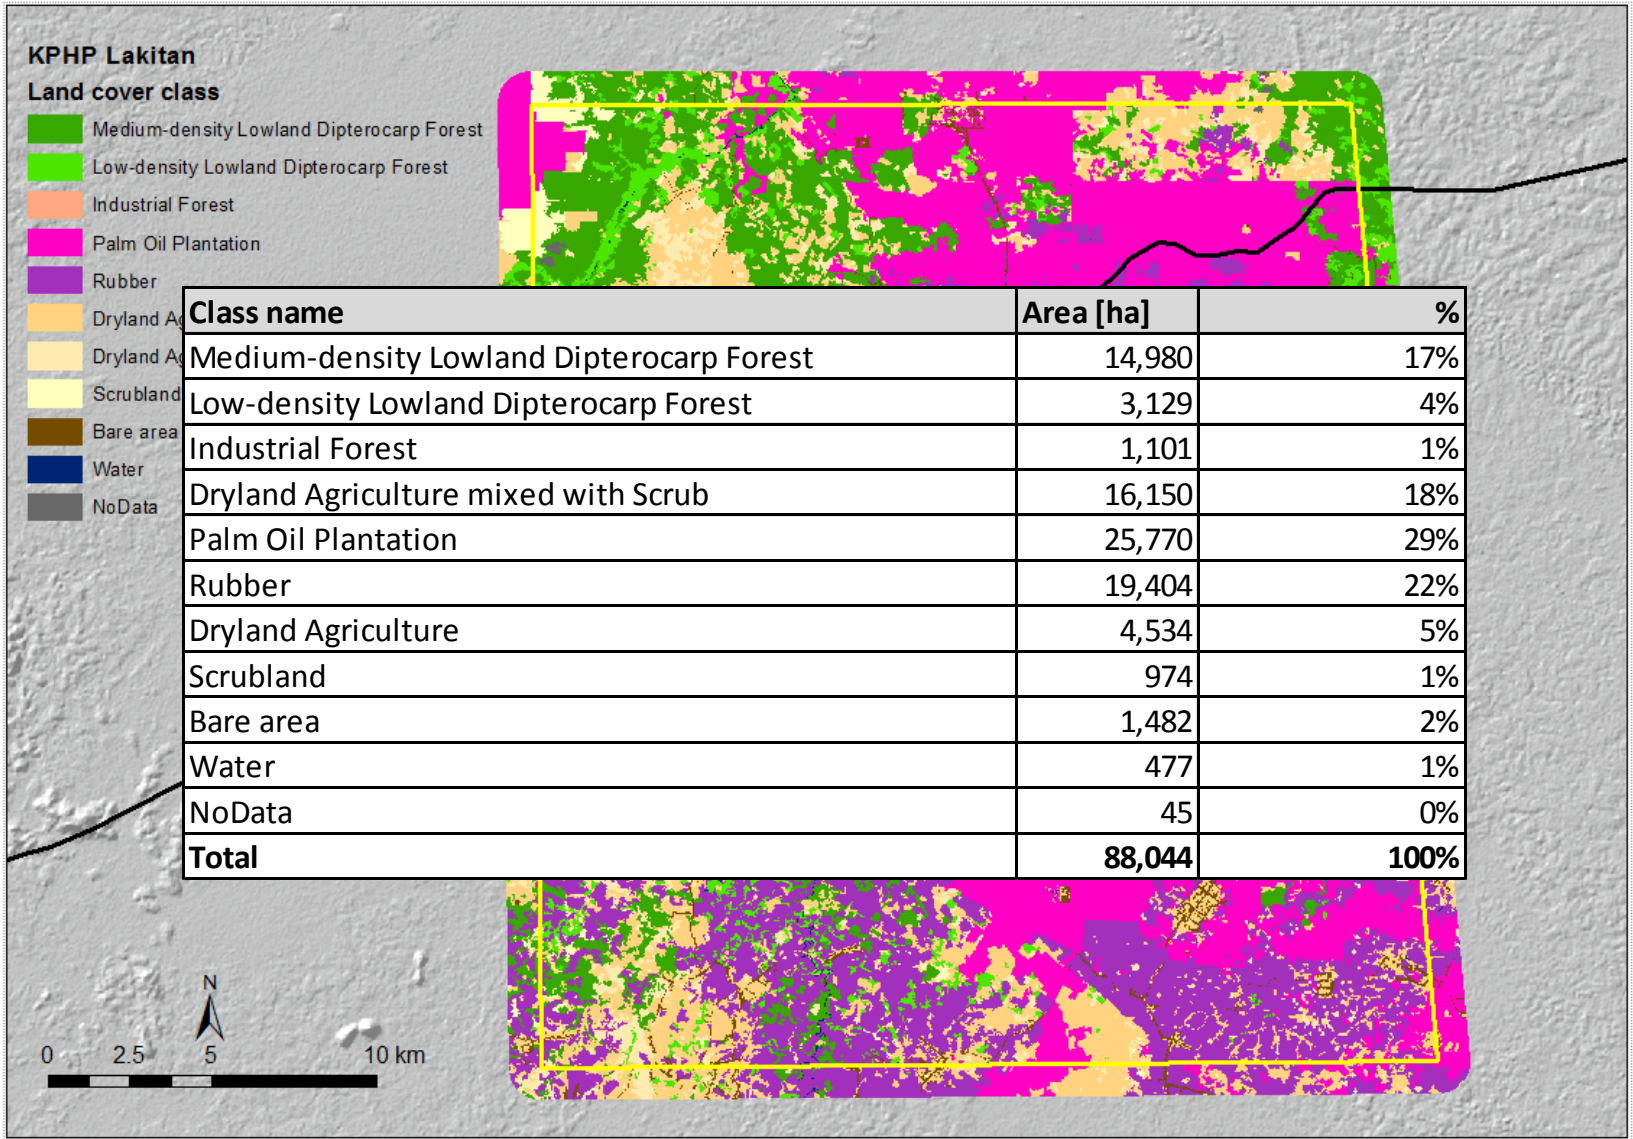 KPHP Lakitan
Land cover class
Medium-density Lowland Dipterocarp Forest
Low-density Lowland Dipterocarp Forest
Industrial Forest
Palm Oil Plantation
Rubber
Dryland
Dryland
Scrubland
Bare area
Water
NoData
Class name Area [ha] %
Medium-density Lowland Dipterocarp Forest 14,980 17%
Low-density Lowland Dipterocarp Forest 3,129 4%
Industrial Forest 1,101 1%
Dryland Agriculture mixed with Scrub 16,150 18%
Palm Oil Plantation 25,770 29%
Rubber 19,404 22%
Dryland Agriculture 4,534 5%
Scrubland 974 1%
Bare area 1,482 2%
Water 477 1%
NoData 45 0%
Total 88,044 100%
N
0 2.5 5 10 km